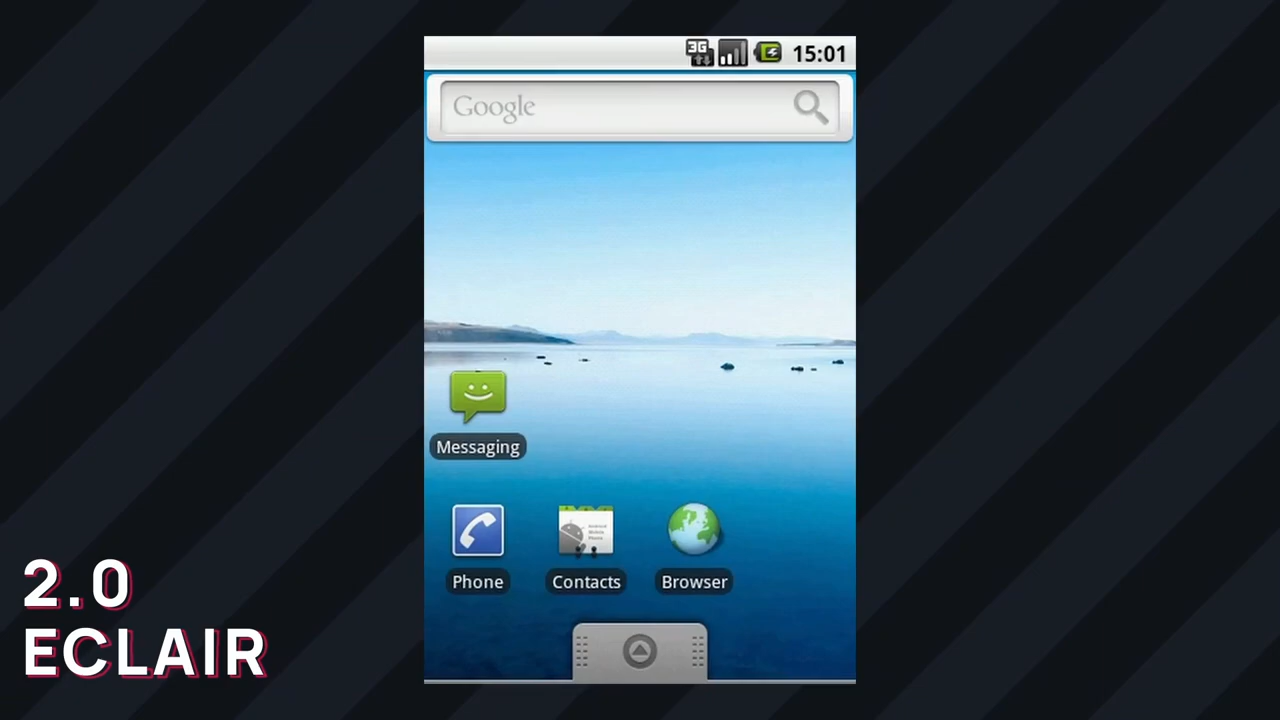 3G
15:01
Google
Messaging
Phone
Contacts
Browser
2.0
ECLAIR